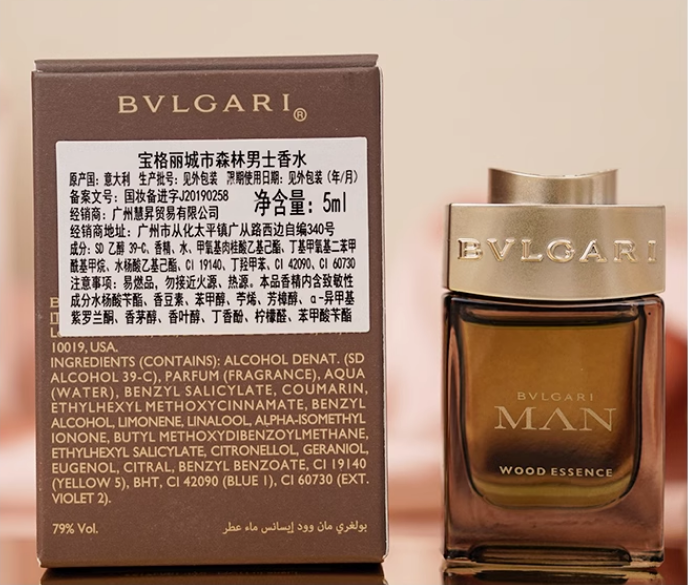 BVLGARI®
宝格丽城市森林男士香水
原产国：意大利 生产批号：见外包装 限期使用日期：见外包装（年/月）
备案文号：国妆备进字J20190258
净含量：5ml
经销商：广州慧昇贸易有限公司
经销商地址：广州市从化太平镇广从路西边自编340号
成分：SD 乙醇 39-C、香精、水、甲氧基肉桂酸乙基己酯、丁基甲氧基二苯甲
酰基甲烷、水杨酸乙基己酯、CI 19140、丁羟甲苯、CI 42090、CI 60730
注意事项：易燃品，勿接近火源、热源。本品香精内含致敏性
成分水杨酸苄酯、香豆素、苯甲醇、苧烯、芳樟醇、α-异甲基
紫罗兰酮、香茅醇、香叶醇、丁香酚、柠檬醛、苯甲酸苄酯
10019, USA.
INGREDIENTS (CONTAINS): ALCOHOL DENAT. (SD
ALCOHOL 39-C), PARFUM (FRAGRANCE), AQUA
(WATER), BENZYL SALICYLATE, COUMARIN,
ETHYLHEXYL METHOXYCINNAMATE, BENZYL
ALCOHOL, LIMONENE, LINALOOL, ALPHA-ISOMETHYL
IONONE, BUTYL METHOXYDIBENZOYLMETHANE,
ETHYLHEXYL SALICYLATE, CITRONELLOL, GERANIOL,
EUGENOL, CITRAL, BENZYL BENZOATE, CI 19140
(YELLOW 5), BHT, CI 42090 (BLUE 1), CI 60730 (EXT.
VIOLET 2).
79% Vol.
بولغري مان وود إيسانس ماء عطر
BVLGARI
BVLGARI
MAN
WOOD ESSENCE